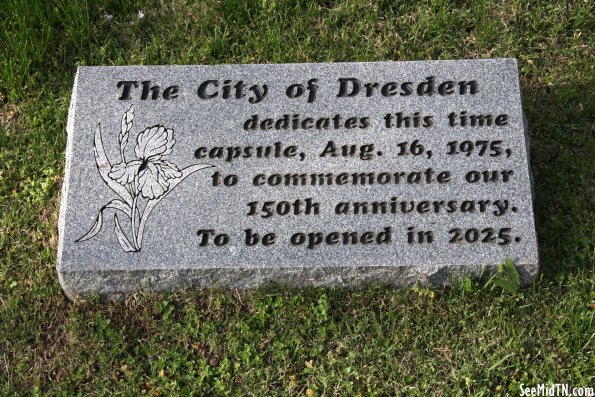 The City of Dresden
dedicates this time
capsule, Aug. 16, 1975,
to commemorate our
150th anniversary.
To be opened in 2025.
SeeMidTN.com